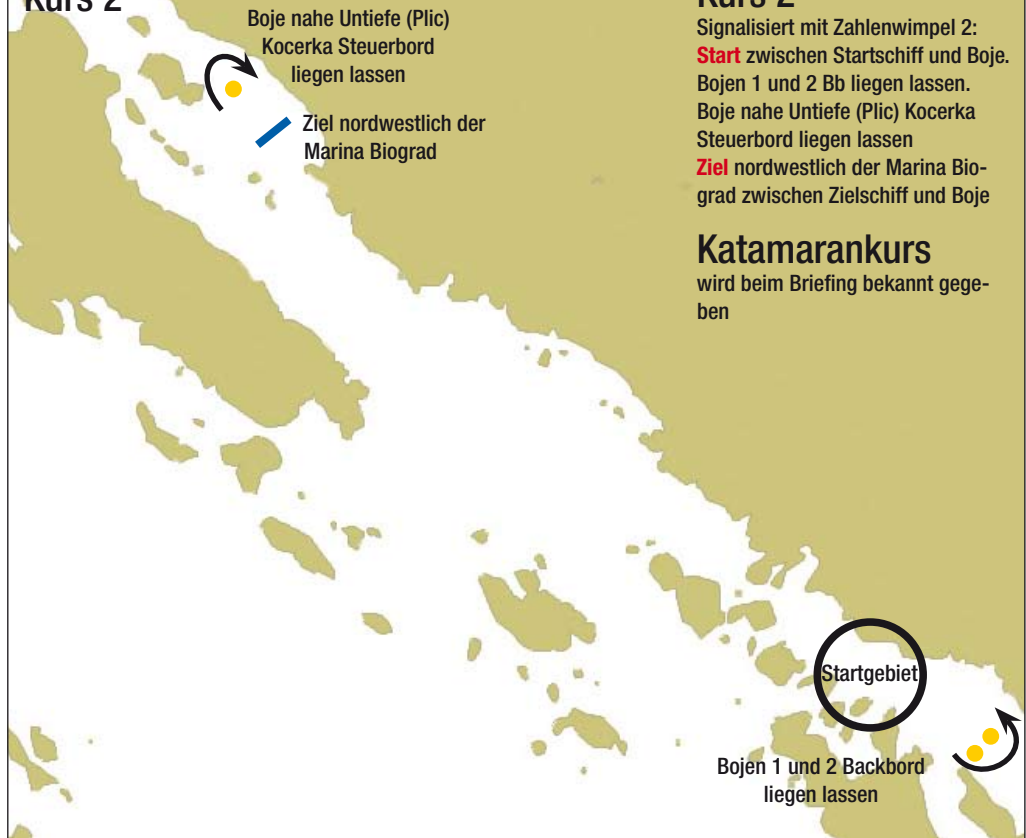 Kurs 2
Boje nahe Untiefe (Plic)
Kocerka Steuerbord
liegen lassen
Ziel nordwestlich der
Marina Biograd
Kurs 2
Signalisiert mit Zahlenwimpel 2:
Start zwischen Startschiff und Boje.
Bojen 1 und 2 Bb liegen lassen.
Boje nahe Untiefe (Plic) Kocerka
Steuerbord liegen lassen
Ziel nordwestlich der Marina Bio-
grad zwischen Zielschiff und Boje
Katamarankurs
wird beim Briefing bekannt gege-
ben
Startgebiet
Bojen 1 und 2 Backbord
liegen lassen